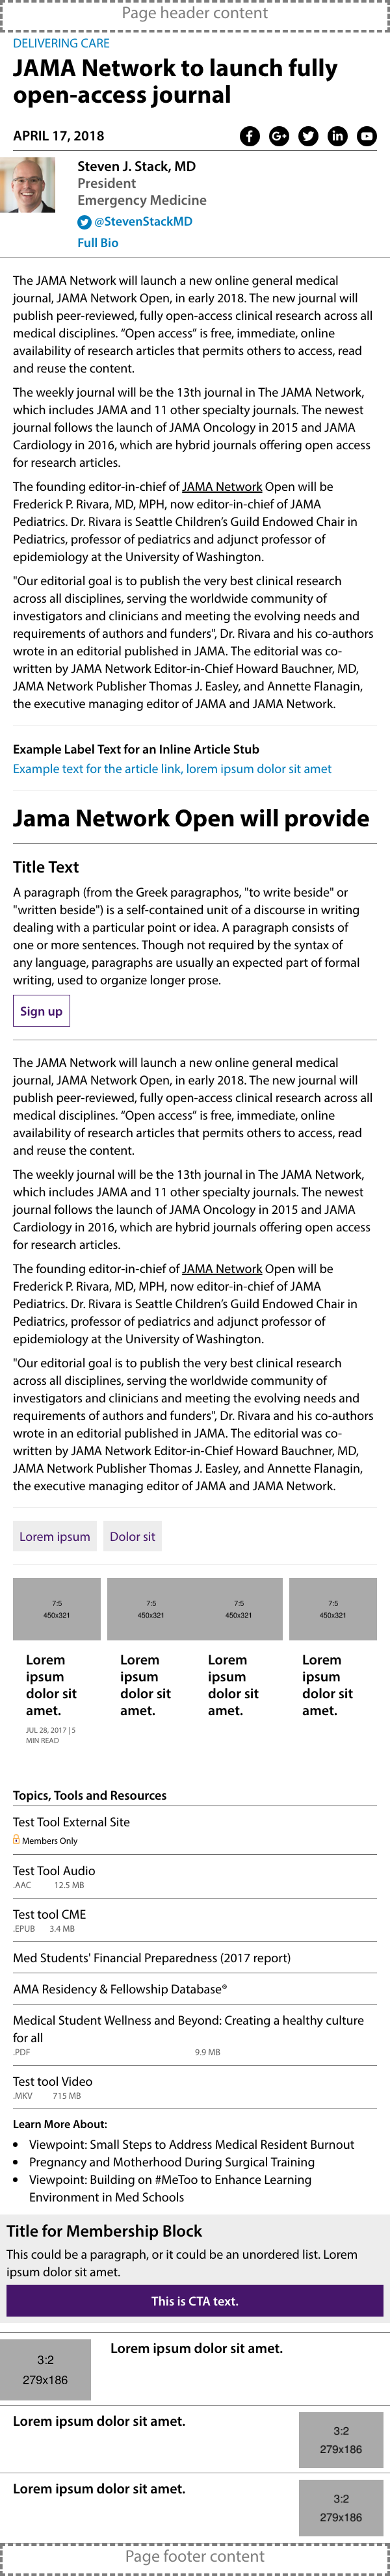 Page header content
DELIVERING CARE
JAMA Network to launch fully
open-access journal
APRIL 17, 2018
Steven J. Stack, MD
President
Emergency Medicine
@StevenStackMD
Full Bio
The JAMA Network will launch a new online general medical
journal, JAMA Network Open, in early 2018. The new journal will
publish peer-reviewed, fully open-access clinical research across all
medical disciplines. “Open access” is free, immediate, online
availability of research articles that permits others to access, read
and reuse the content.
The weekly journal will be the 13th journal in The JAMA Network,
which includes JAMA and 11 other specialty journals. The newest
journal follows the launch of JAMA Oncology in 2015 and JAMA
Cardiology in 2016, which are hybrid journals offering open access
for research articles.
The founding editor-in-chief of JAMA Network Open will be
Frederick P. Rivara, MD, MPH, now editor-in-chief of JAMA
Pediatrics. Dr. Rivara is Seattle Children’s Guild Endowed Chair in
Pediatrics, professor of pediatrics and adjunct professor of
epidemiology at the University of Washington.
"Our editorial goal is to publish the very best clinical research
across all disciplines, serving the worldwide community of
investigators and clinicians and meeting the evolving needs and
requirements of authors and funders", Dr. Rivara and his co-authors
wrote in an editorial published in JAMA. The editorial was co-
written by JAMA Network Editor-in-Chief Howard Bauchner, MD,
JAMA Network Publisher Thomas J. Easley, and Annette Flanagin,
the executive managing editor of JAMA and JAMA Network.
Example Label Text for an Inline Article Stub
Example text for the article link, lorem ipsum dolor sit amet
Jama Network Open will provide
Title Text
A paragraph (from the Greek paragraphos, "to write beside" or
"written beside") is a self-contained unit of a discourse in writing
dealing with a particular point or idea. A paragraph consists of
one or more sentences. Though not required by the syntax of
any language, paragraphs are usually an expected part of formal
writing, used to organize longer prose.
Sign up
The JAMA Network will launch a new online general medical
journal, JAMA Network Open, in early 2018. The new journal will
publish peer-reviewed, fully open-access clinical research across all
medical disciplines. “Open access” is free, immediate, online
availability of research articles that permits others to access, read
and reuse the content.
The weekly journal will be the 13th journal in The JAMA Network,
which includes JAMA and 11 other specialty journals. The newest
journal follows the launch of JAMA Oncology in 2015 and JAMA
Cardiology in 2016, which are hybrid journals offering open access
for research articles.
The founding editor-in-chief of JAMA Network Open will be
Frederick P. Rivara, MD, MPH, now editor-in-chief of JAMA
Pediatrics. Dr. Rivara is Seattle Children’s Guild Endowed Chair in
Pediatrics, professor of pediatrics and adjunct professor of
epidemiology at the University of Washington.
"Our editorial goal is to publish the very best clinical research
across all disciplines, serving the worldwide community of
investigators and clinicians and meeting the evolving needs and
requirements of authors and funders", Dr. Rivara and his co-authors
wrote in an editorial published in JAMA. The editorial was co-
written by JAMA Network Editor-in-Chief Howard Bauchner, MD,
JAMA Network Publisher Thomas J. Easley, and Annette Flanagin,
the executive managing editor of JAMA and JAMA Network.
Lorem ipsum Dolor sit
7:5 7:5 7:5 7:5
450x321 450x321 450x321 450x321
Lorem Lorem Lorem Lorem
ipsum ipsum ipsum ipsum
dolor sit dolor sit dolor sit dolor sit
amet. amet. amet. amet.
JUL 28, 2017 | 5
MIN READ
Topics, Tools and Resources
Test Tool External Site
Members Only
Test Tool Audio
.AAC 12.5 MB
Test tool CME
.EPUB 3.4 MB
Med Students' Financial Preparedness (2017 report)
AMA Residency & Fellowship Database®
Medical Student Wellness and Beyond: Creating a healthy culture
for all
.PDF 9.9 MB
Test tool Video
.MKV 715 MB
Learn More About:
• Viewpoint: Small Steps to Address Medical Resident Burnout
• Pregnancy and Motherhood During Surgical Training
• Viewpoint: Building on #MeToo to Enhance Learning
Environment in Med Schools
Title for Membership Block
This could be a paragraph, or it could be an unordered list. Lorem
ipsum dolor sit amet.
This is CTA text.
Lorem ipsum dolor sit amet.
3:2
279x186
Lorem ipsum dolor sit amet.
3:2
279x186
Lorem ipsum dolor sit amet.
3:2
279x186
Page footer content